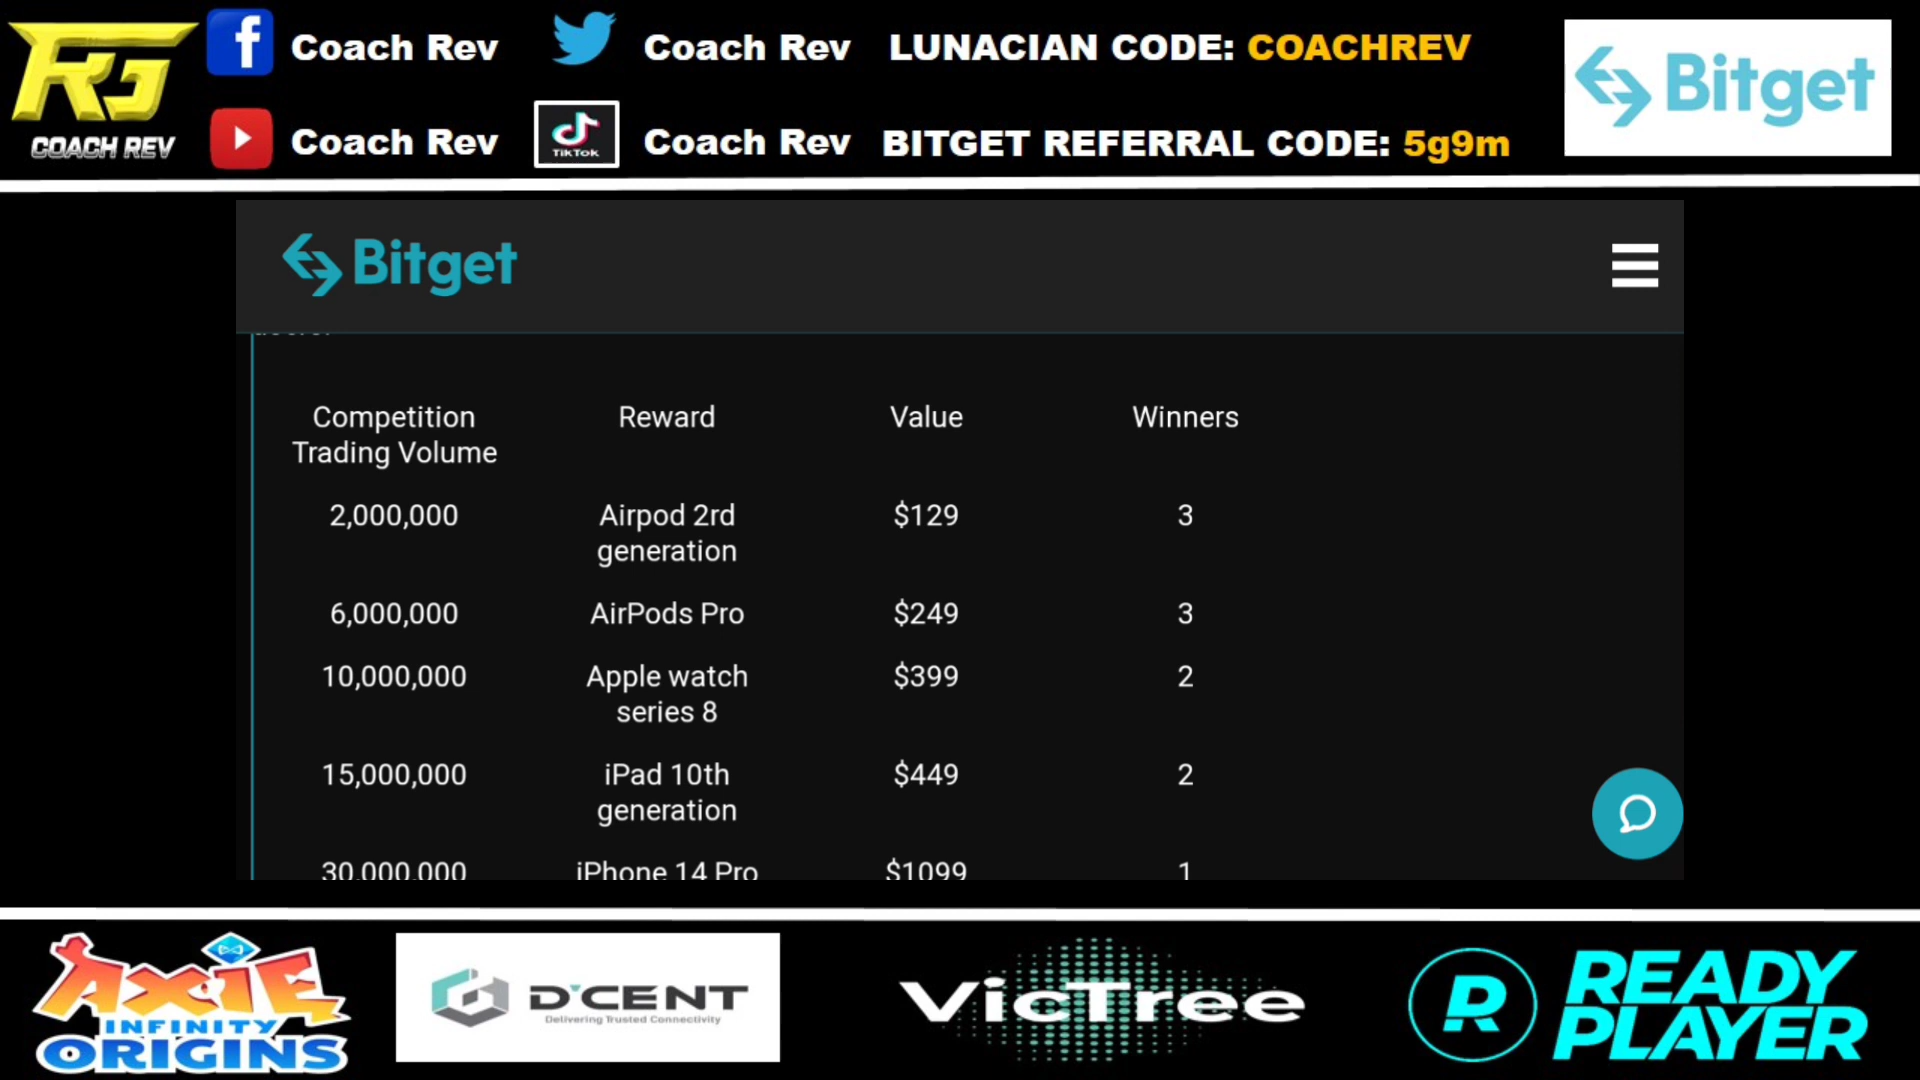 RG
COACH REV
Coach Rev
Coach Rev
LUNACIAN CODE: COACHREV
Bitget
Coach Rev
TikTok
Coach Rev
BITGET REFERRAL CODE: 5g9m
Bitget
Competition
Trading Volume
Reward
Value
Winners
2,000,000
Airpod 2rd
generation
$129
3
6,000,000
AirPods Pro
$249
3
10,000,000
Apple watch
series 8
$399
2
15,000,000
iPad 10th
generation
$449
2
30,000,000
iPhone 14 Pro
$1099
1
AXIE
INFINITY
ORIGINS
D'CENT
Delivering Trusted Connectivity
VicTree
R
READY
PLAYER